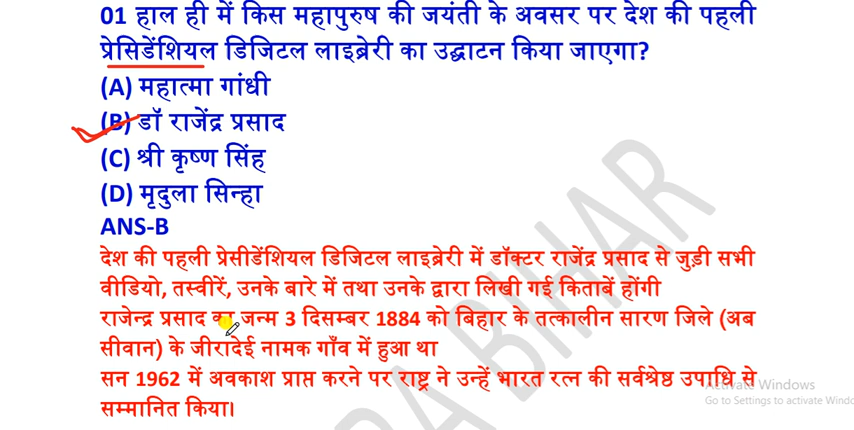 01 हाल ही में किस महापुरुष की जयंती के अवसर पर देश की पहली
प्रेसिडेंशियल डिजिटल लाइब्रेरी का उद्घाटन किया जाएगा?
(A) महात्मा गांधी
(B) डॉ राजेंद्र प्रसाद
(C) श्री कृष्ण सिंह
(D) मृदुला सिन्हा
ANS-B
देश की पहली प्रेसीडेंशियल डिजिटल लाइब्रेरी में डॉक्टर राजेंद्र प्रसाद से जुड़ी सभी
वीडियो, तस्वीरें, उनके बारे में तथा उनके द्वारा लिखी गई किताबें होंगी
राजेन्द्र प्रसाद का जन्म 3 दिसम्बर 1884 को बिहार के तत्कालीन सारण जिले (अब
सीवान) के जीरादेई नामक गाँव में हुआ था
सन 1962 में अवकाश प्राप्त करने पर राष्ट्र ने उन्हें भारत रत्न की सर्वश्रेष्ठ उपाधि से
सम्मानित किया।
Activate Windows
Go to Settings to activate Windo
BIHAR